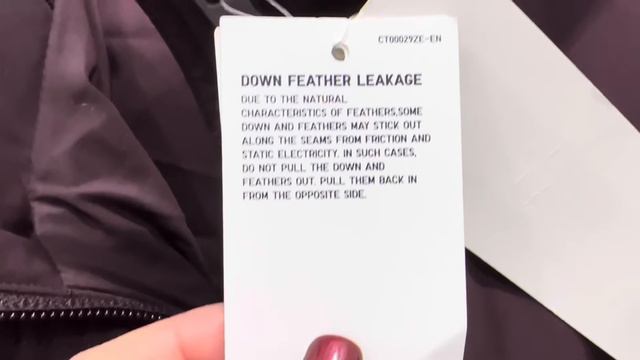 CT00029ZE-EN
DOWN FEATHER LEAKAGE
DUE TO THE NATURAL
CHARACTERISTICS OF FEATHERS,SOME
DOWN AND FEATHERS MAY STICK OUT
ALONG THE SEAMS FROM FRICTION AND
STATIC ELECTRICITY. IN SUCH CASES,
DO NOT PULL THE DOWN AND
FEATHERS OUT. PULL THEM BACK IN
FROM THE OPPOSITE SIDE.